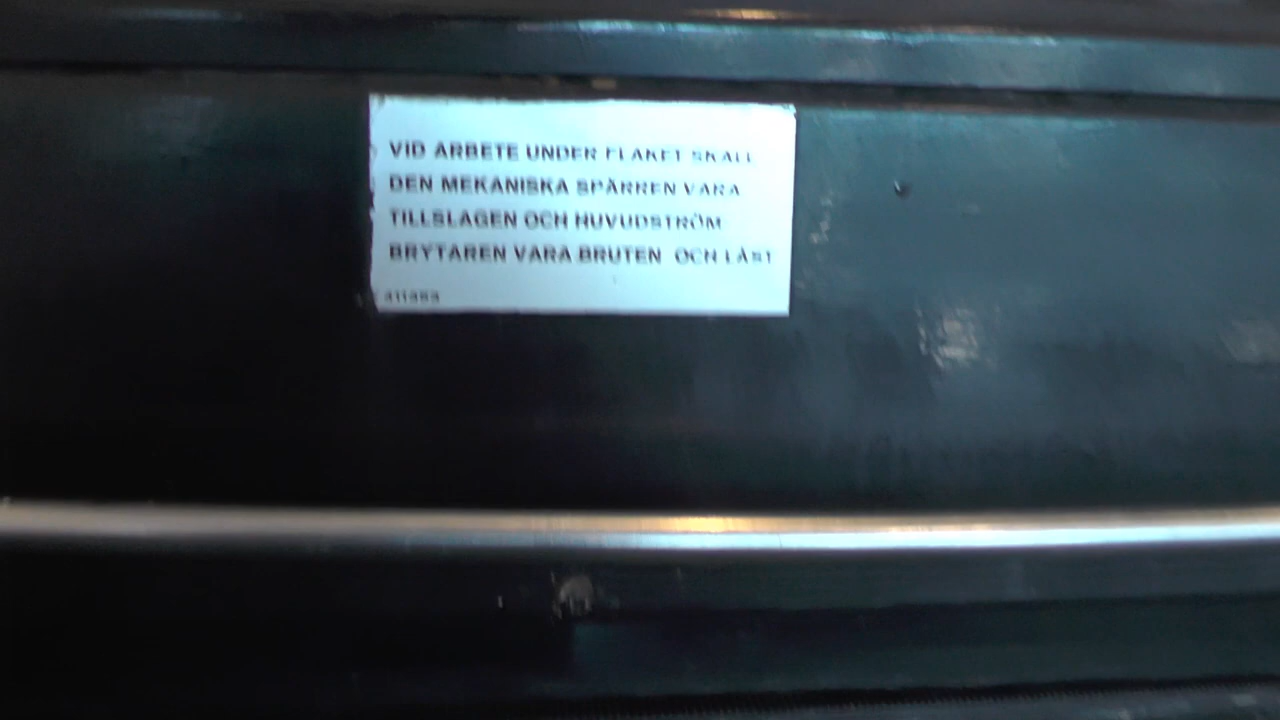 VID ARBETE UNDER FLAKET SKALL
DEN MEKANISKA SPÄRREN VARA
TILLSLAGEN OCH HUVUDSTRÖM
BRYTAREN VARA BRUTEN OCH LÅST